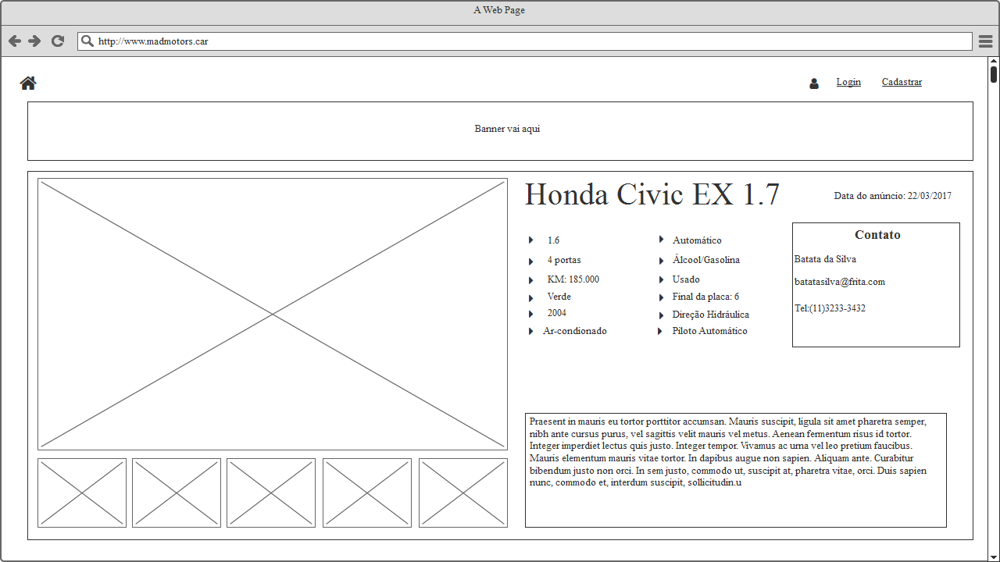 A Web Page
http://www.madmotors.car
Login
Cadastrar
Banner vai aqui
Honda Civic EX 1.7
Data do anúncio: 22/03/2017
1.6
4 portas
KM: 185.000
Verde
2004
Ar-condionado
Automático
Álcool/Gasolina
Usado
Final da placa: 6
Direção Hidráulica
Piloto Automático
Contato
Batata da Silva
batatasilva@frita.com
Tel:(11)3233-3432
Praesent in mauris eu tortor porttitor accumsan. Mauris suscipit, ligula sit amet pharetra semper,
nibh ante cursus purus, vel sagittis velit mauris vel metus. Aenean fermentum risus id tortor.
Integer imperdiet lectus quis justo. Integer tempor. Vivamus ac urna vel leo pretium faucibus.
Mauris elementum mauris vitae tortor. In dapibus augue non sapien. Aliquam ante. Curabitur
bibendum justo non orci. In sem justo, commodo ut, suscipit at, pharetra vitae, orci. Duis sapien
nunc, commodo et, interdum suscipit, sollicitudin.u